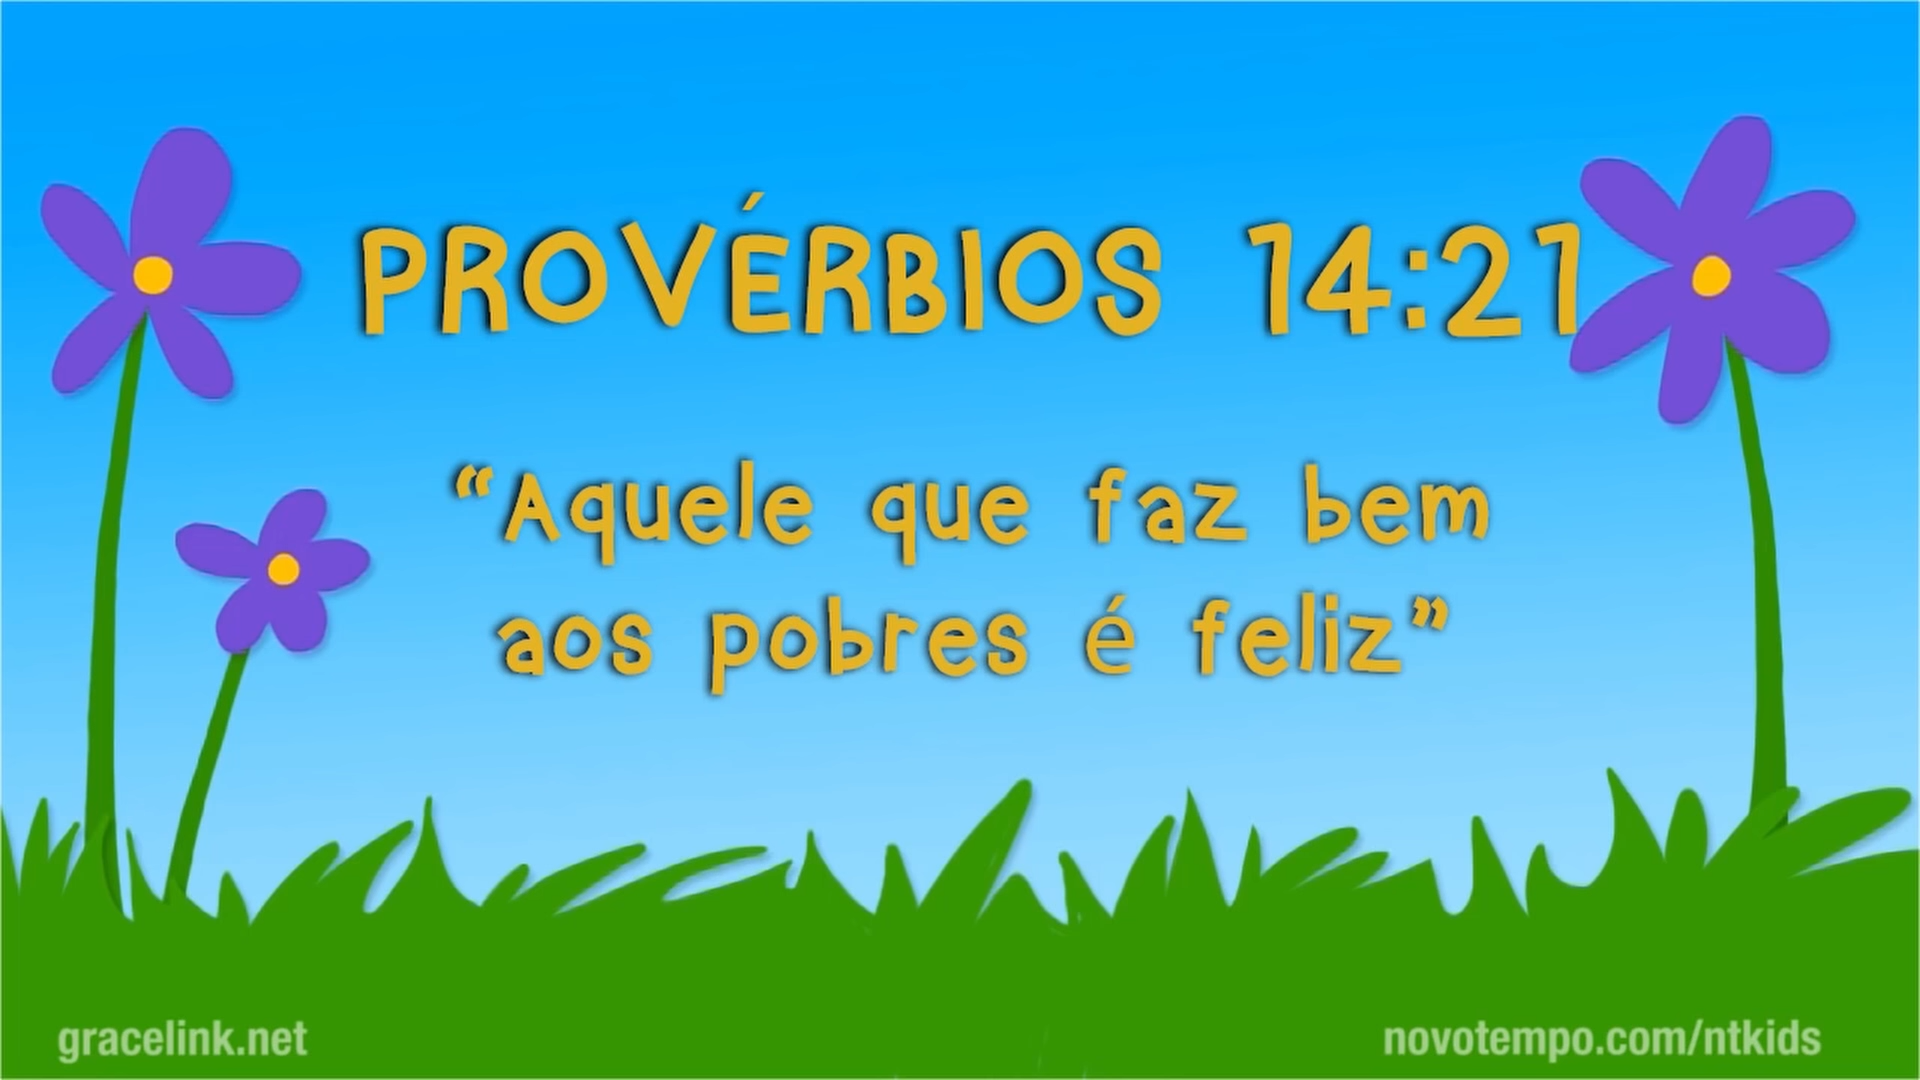 PROVÉRBIOS 14:21
“Aquele que faz bem
aos pobres é feliz”
gracelink.net
novotempo.com/ntkids